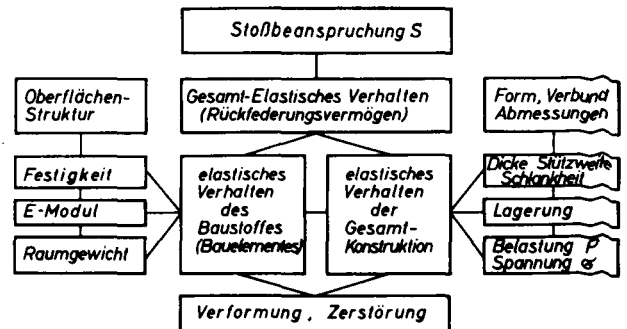 Stoßbeanspruchung S
Oberflächen-
Struktur
Gesamt-Elastisches Verhalten
(Rückfederungsvermögen)
Form, Verbund
Abmessungen
Festigkeit
E-Modul
Raumgewicht
elastisches
Verhalten
des
Baustoffes
(Bauelementes)
elastisches
Verhalten
der
Gesamt-
Konstruktion
Dicke Stützweite
Schlankheit
Lagerung
Belastung P
Spannung σ
Verformung, Zerstörung